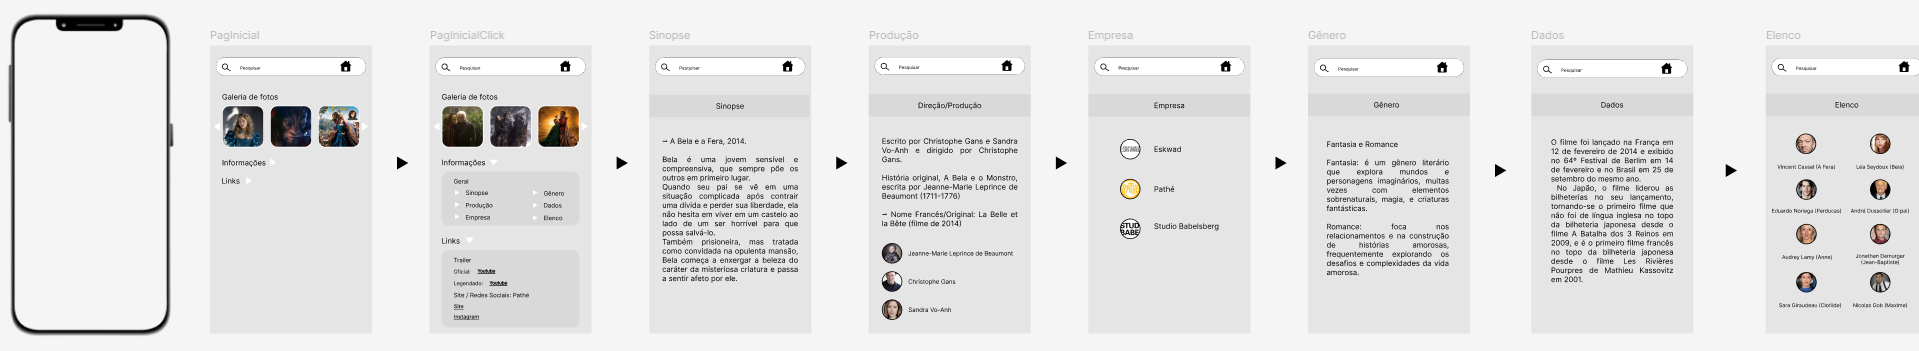 PagInicial
Pesquisar
Galeria de fotos
Informações
Links
PagInicialClick
Pesquisar
Galeria de fotos
Informações
Geral
Sinopse
Gênero
Produção
Dados
Empresa
Elenco
Links
Trailer
Oficial: Youtube
Legendado: Youtube
Site / Redes Sociais: Pathé
Site
Instagram
Sinopse
Pesquisar
Sinopse
– A Bela e a Fera, 2014.
Bela é uma jovem sensível e
compreensiva, que sempre põe os
outros em primeiro lugar.
Quando seu pai se vê em uma
situação complicada após contrair
uma dívida e perder sua liberdade, ela
não hesita em viver em um castelo ao
lado de um ser horrível para que
possa salvá-lo.
Também prisioneira, mas tratada
como convidada na opulenta mansão,
Bela começa a enxergar a beleza do
caráter da misteriosa criatura e passa
a sentir afeto por ele.
Produção
Pesquisar
Direção/Produção
Escrito por Christophe Gans e Sandra
Vo-Anh e dirigido por Christophe
Gans.
História original, A Bela e o Monstro,
escrita por Jeanne-Marie Leprince de
Beaumont (1711-1776)
– Nome Francês/Original: La Belle et
la Bête (filme de 2014)
Jeanne-Marie Leprince de Beaumont
Christophe Gans
Sandra Vo-Anh
Empresa
Pesquisar
Empresa
ESKWAD
Eskwad
Pathé
STUD
BABE
Studio Babelsberg
Gênero
Pesquisar
Gênero
Fantasia e Romance
Fantasia: é um gênero literário
que explora mundos e
personagens imaginários, muitas
vezes com elementos
sobrenaturais, magia, e criaturas
fantásticas.
Romance: foca nos
relacionamentos e na construção
de histórias amorosas,
frequentemente explorando os
desafios e complexidades da vida
amorosa.
Dados
Pesquisar
Dados
O filme foi lançado na França em
12 de fevereiro de 2014 e exibido
no 64º Festival de Berlim em 14
de fevereiro e no Brasil em 25 de
setembro do mesmo ano.
No Japão, o filme liderou as
bilheterias no seu lançamento,
tornando-se o primeiro filme que
não foi de língua inglesa no topo
da bilheteria japonesa desde o
filme A Batalha dos 3 Reinos em
2009, e é o primeiro filme francês
no topo da bilheteria japonesa
desde o filme Les Rivières
Pourpres de Mathieu Kassovitz
em 2001.
Elenco
Pesquisar
Elenco
Vincent Cassel (A Fera)
Léa Seydoux (Bela)
Eduardo Noriega (Perducas)
André Dussollier (O pai)
Audrey Lamy (Anne)
Jonathan Demurger
(Jean-Baptiste)
Sara Giraudeau (Clotilde)
Nicolas Gob (Maxime)